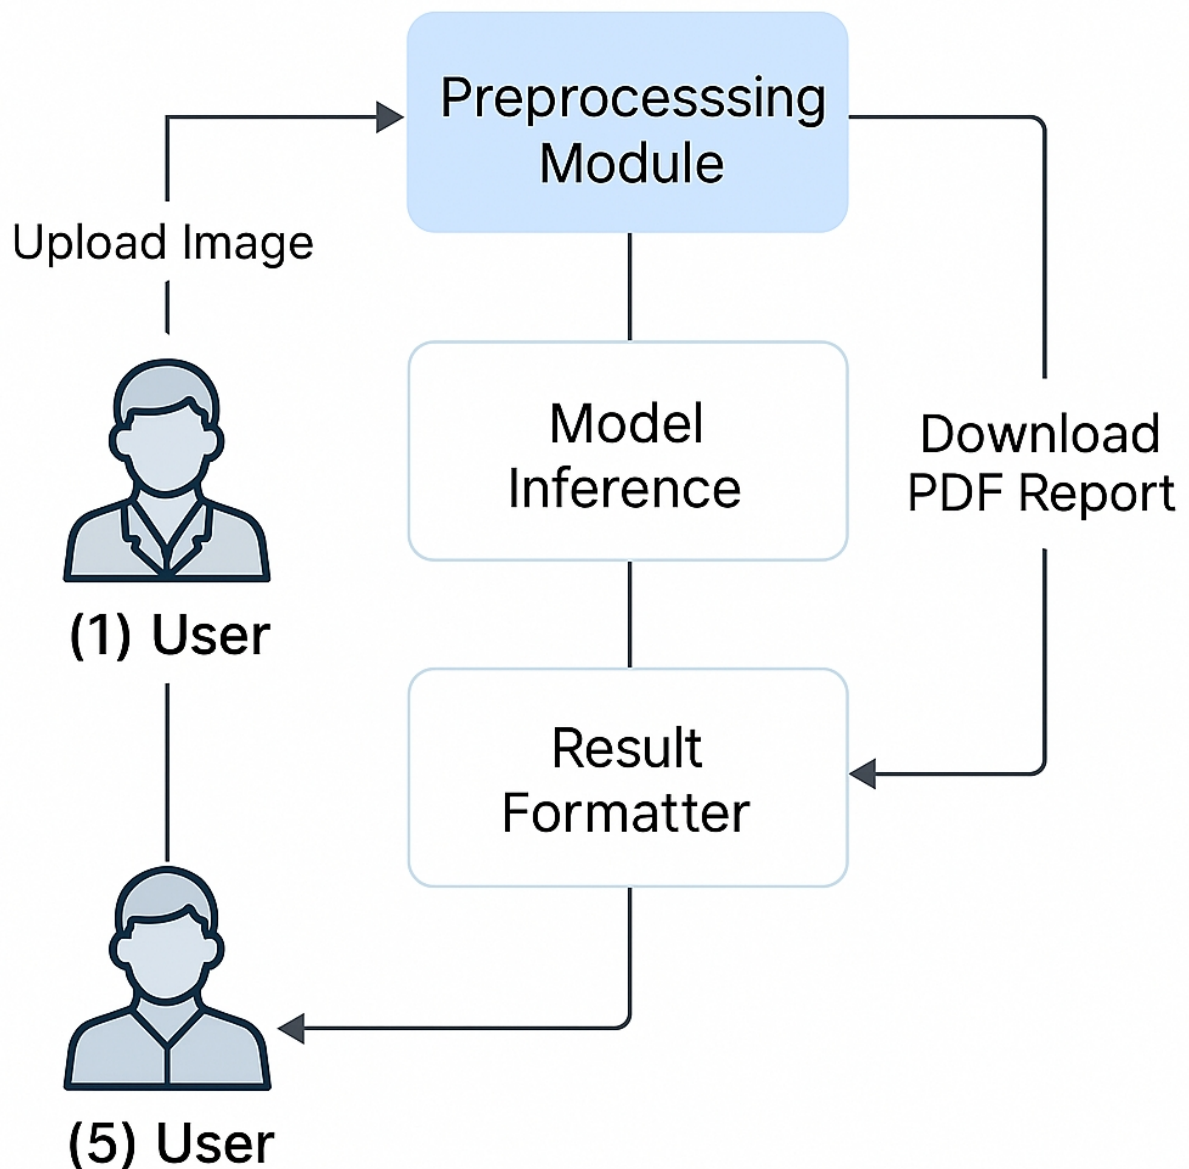 Preprocesssing
Module
Upload Image
Model
Inference
Download
PDF Report
(1) User
Result
Formatter
(5) User